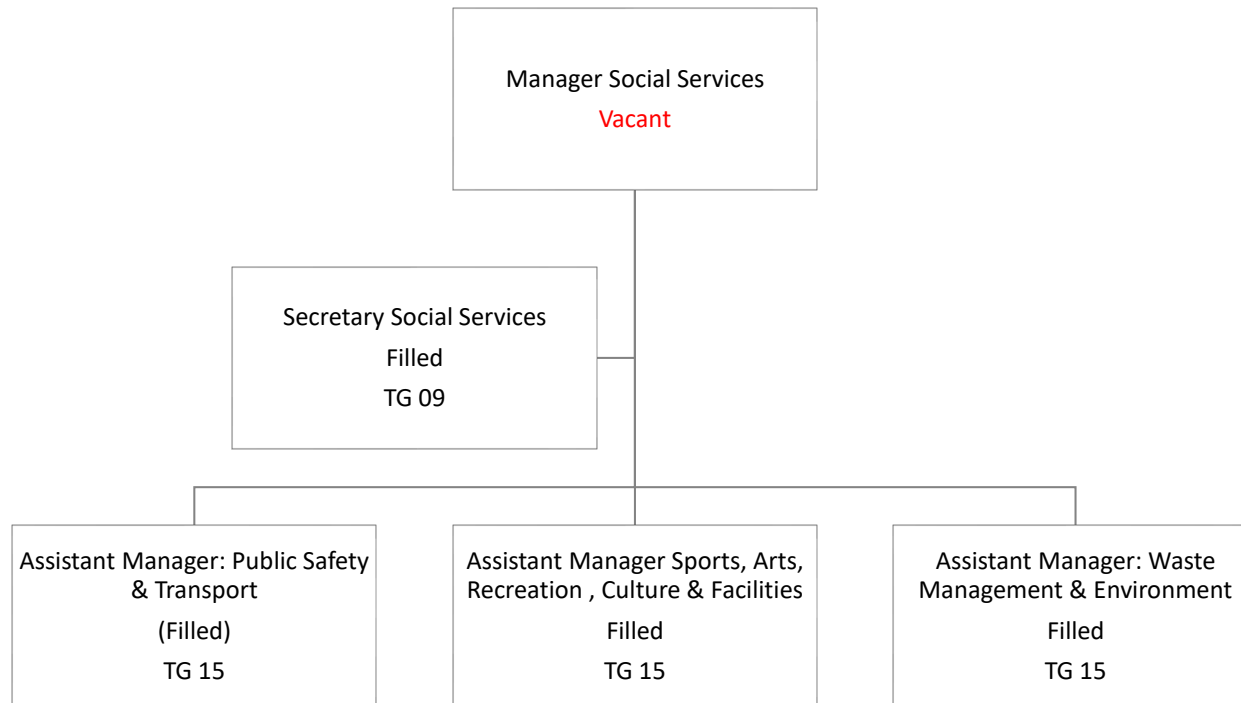 Manager Social Services
Vacant
Secretary Social Services
Filled
TG 09
Assistant Manager: Public Safety
& Transport
(Filled)
TG 15
Assistant Manager Sports, Arts,
Recreation , Culture & Facilities
Filled
TG 15
Assistant Manager: Waste
Management & Environment
Filled
TG 15